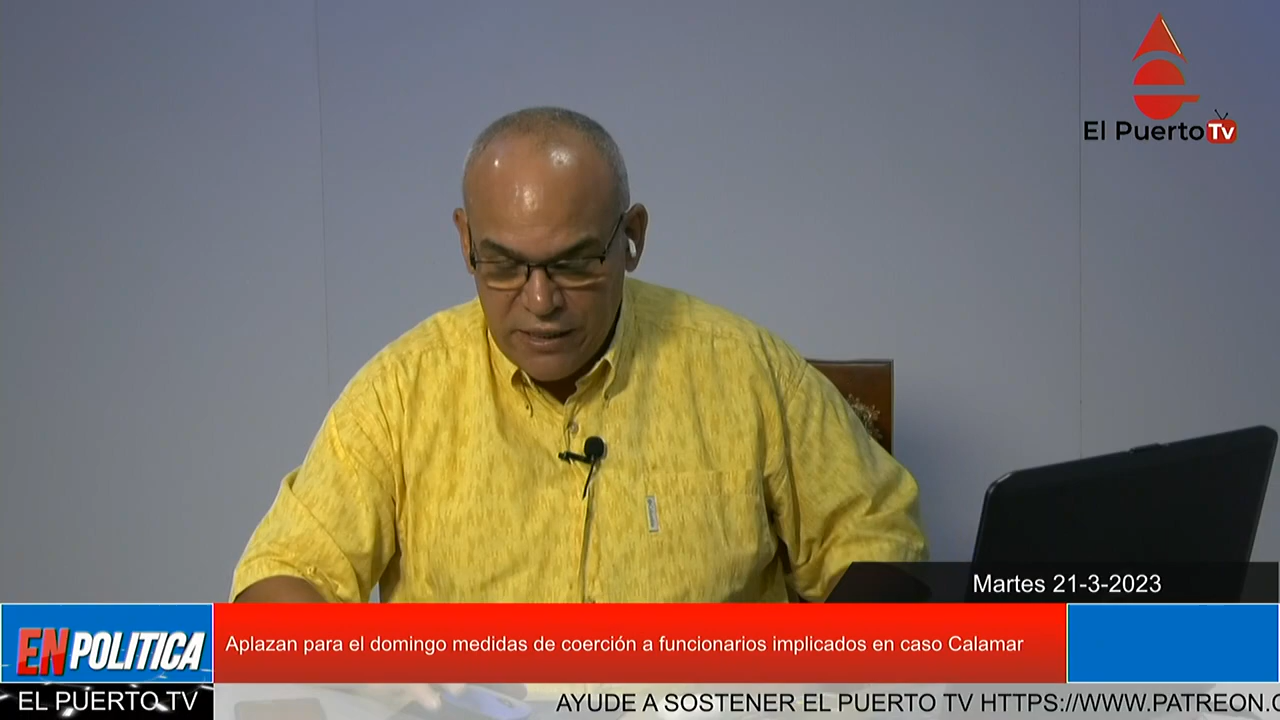 El Puerto Tv
Martes 21-3-2023
EN POLITICA
Aplazan para el domingo medidas de coerción a funcionarios implicados en caso Calamar
EL PUERTO TV
AYUDE A SOSTENER EL PUERTO TV HTTPS://WWW.PATREON.C